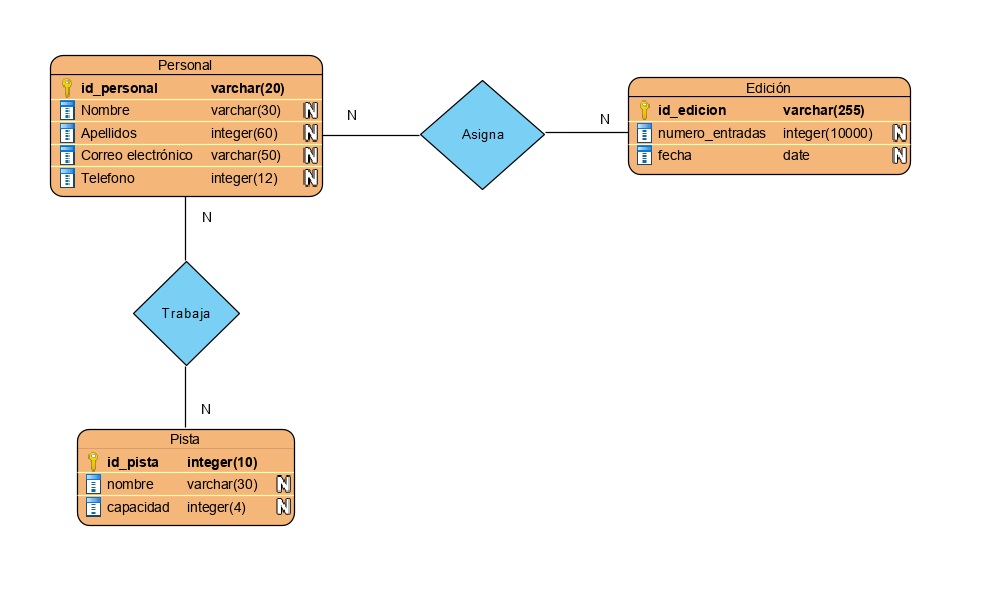 Personal
id_personal varchar(20)
Nombre varchar(30) N
Apellidos integer(60) N
Correo electrónico varchar(50) N
Telefono integer(12) N
N
Asigna
N
Edición
id_edicion varchar(255)
numero_entradas integer(10000) N
fecha date N
N
Trabaja
N
Pista
id_pista integer(10)
nombre varchar(30) N
capacidad integer(4) N